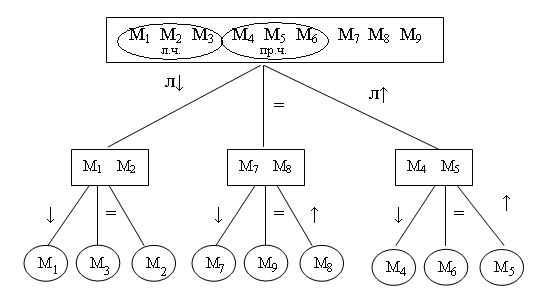 M₁ M₂ M₃ M₄ M₅ M₆ M₇ M₈ M₉
л.ч. пр.ч.
л↓ = л↑
M₁ M₂ M₇ M₈ M₄ M₅
↓ = ↓ = ↑ ↓ = ↑
M₁ M₃ M₂ M₇ M₉ M₈ M₄ M₆ M₅